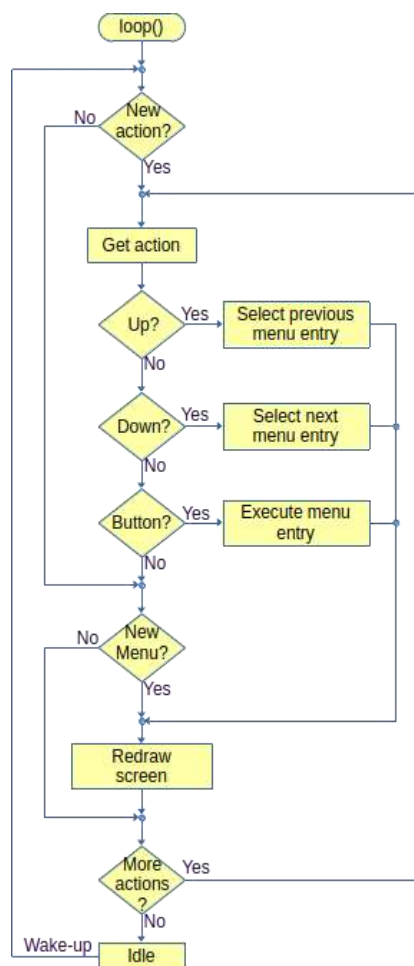 loop()
New
action?
No
Yes
Get action
Up?
Yes
Select previous
menu entry
No
Down?
Yes
Select next
menu entry
No
Button?
Yes
Execute menu
entry
No
New
Menu?
No
Yes
Redraw
screen
More
actions
?
Yes
No
Wake-up
Idle